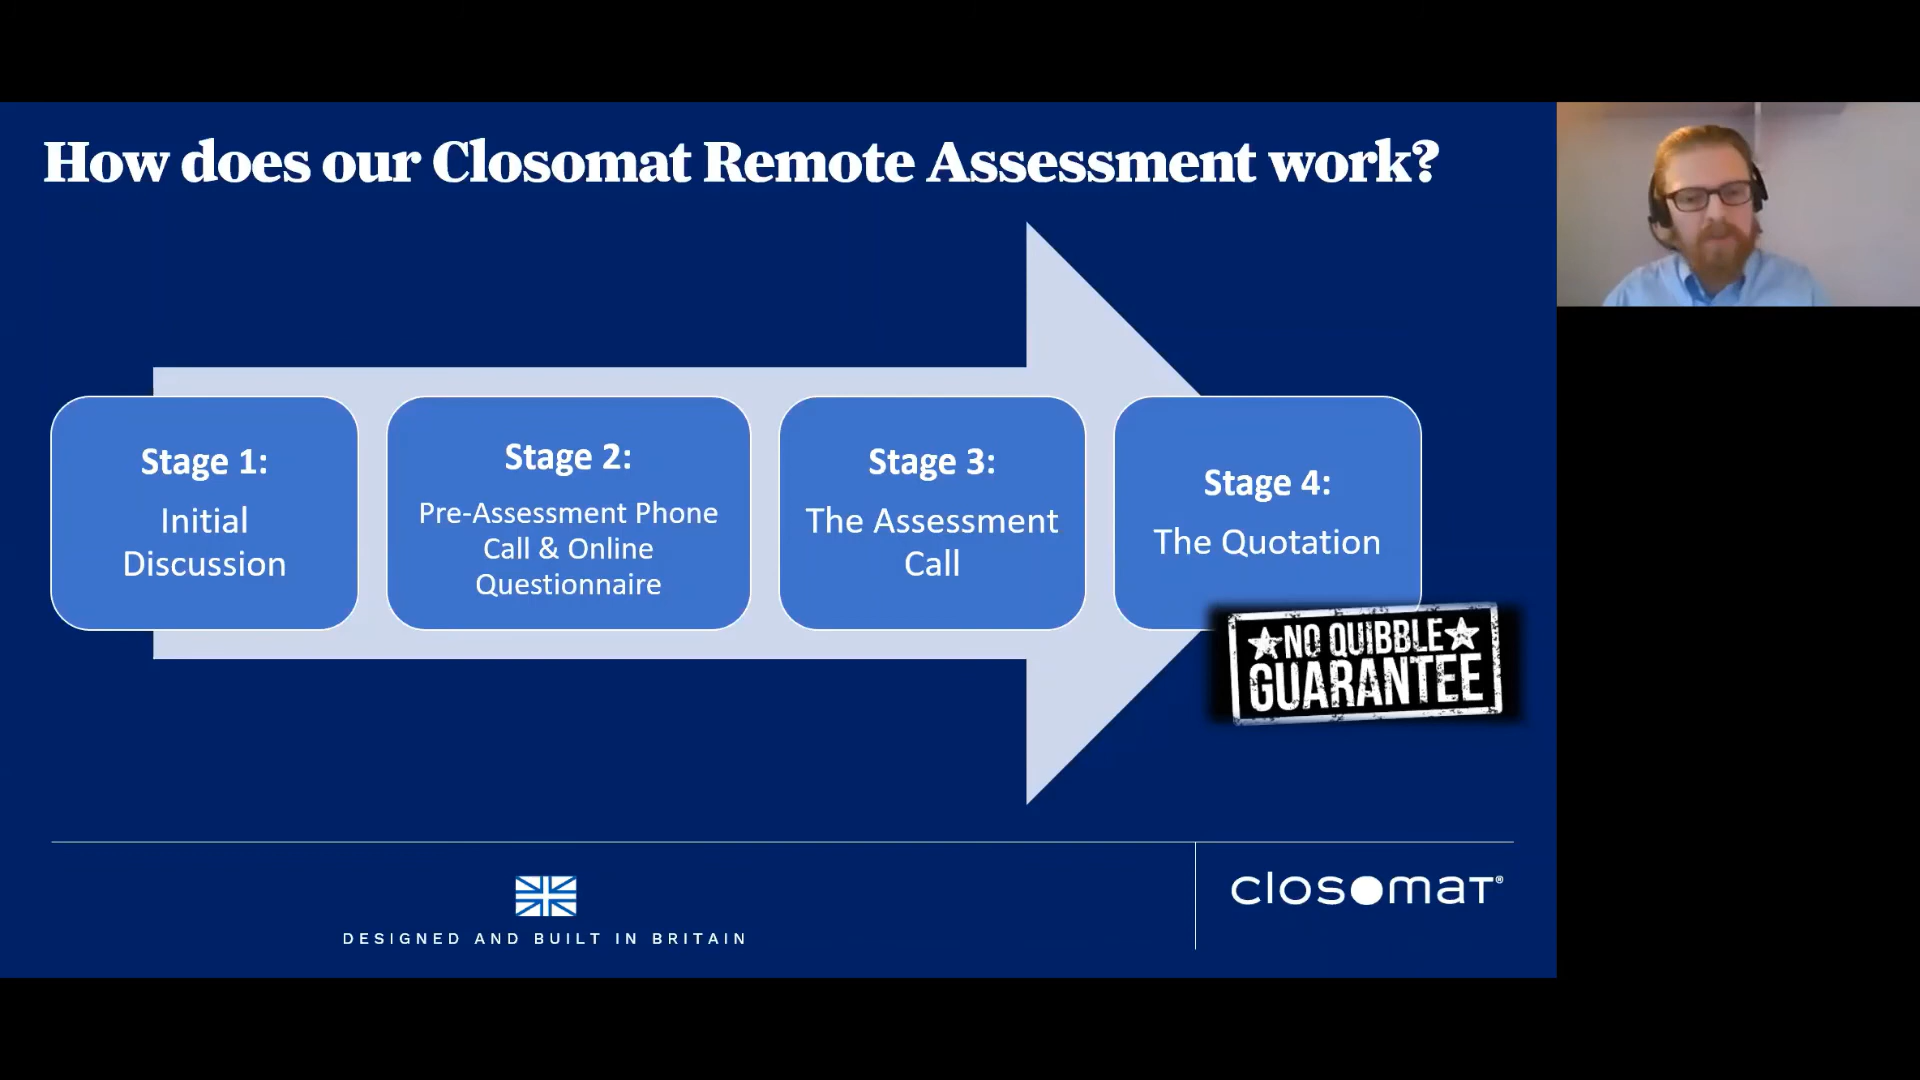 How does our Closomat Remote Assessment work?
Stage 1:
Initial
Discussion
Stage 2:
Pre-Assessment Phone
Call & Online
Questionnaire
Stage 3:
The Assessment
Call
Stage 4:
The Quotation
NO QUIBBLE
GUARANTEE
DESIGNED AND BUILT IN BRITAIN
closomat®